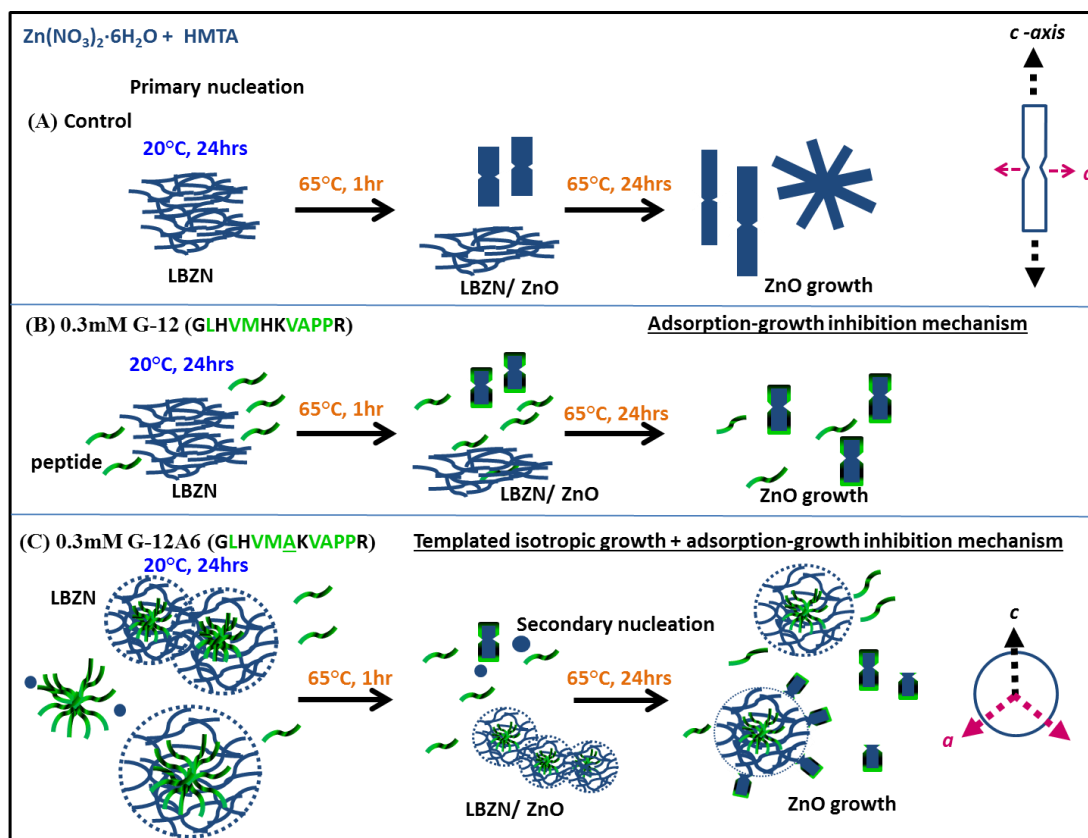 Zn(NO₃)₂·6H₂O + HMTA
c -axis
Primary nucleation
(A) Control
20°C, 24hrs
65°C, 1hr
65°C, 24hrs
LBZN
LBZN/ ZnO
ZnO growth
(B) 0.3mM G-12 (GLHVMHKVAPPR)
Adsorption-growth inhibition mechanism
20°C, 24hrs
65°C, 1hr
65°C, 24hrs
peptide
LBZN
LBZN/ ZnO
ZnO growth
(C) 0.3mM G-12A6 (GLHVMAKVAPPR)
Templated isotropic growth + adsorption-growth inhibition mechanism
20°C, 24hrs
LBZN
Secondary nucleation
65°C, 1hr
65°C, 24hrs
c
a
LBZN/ ZnO
ZnO growth